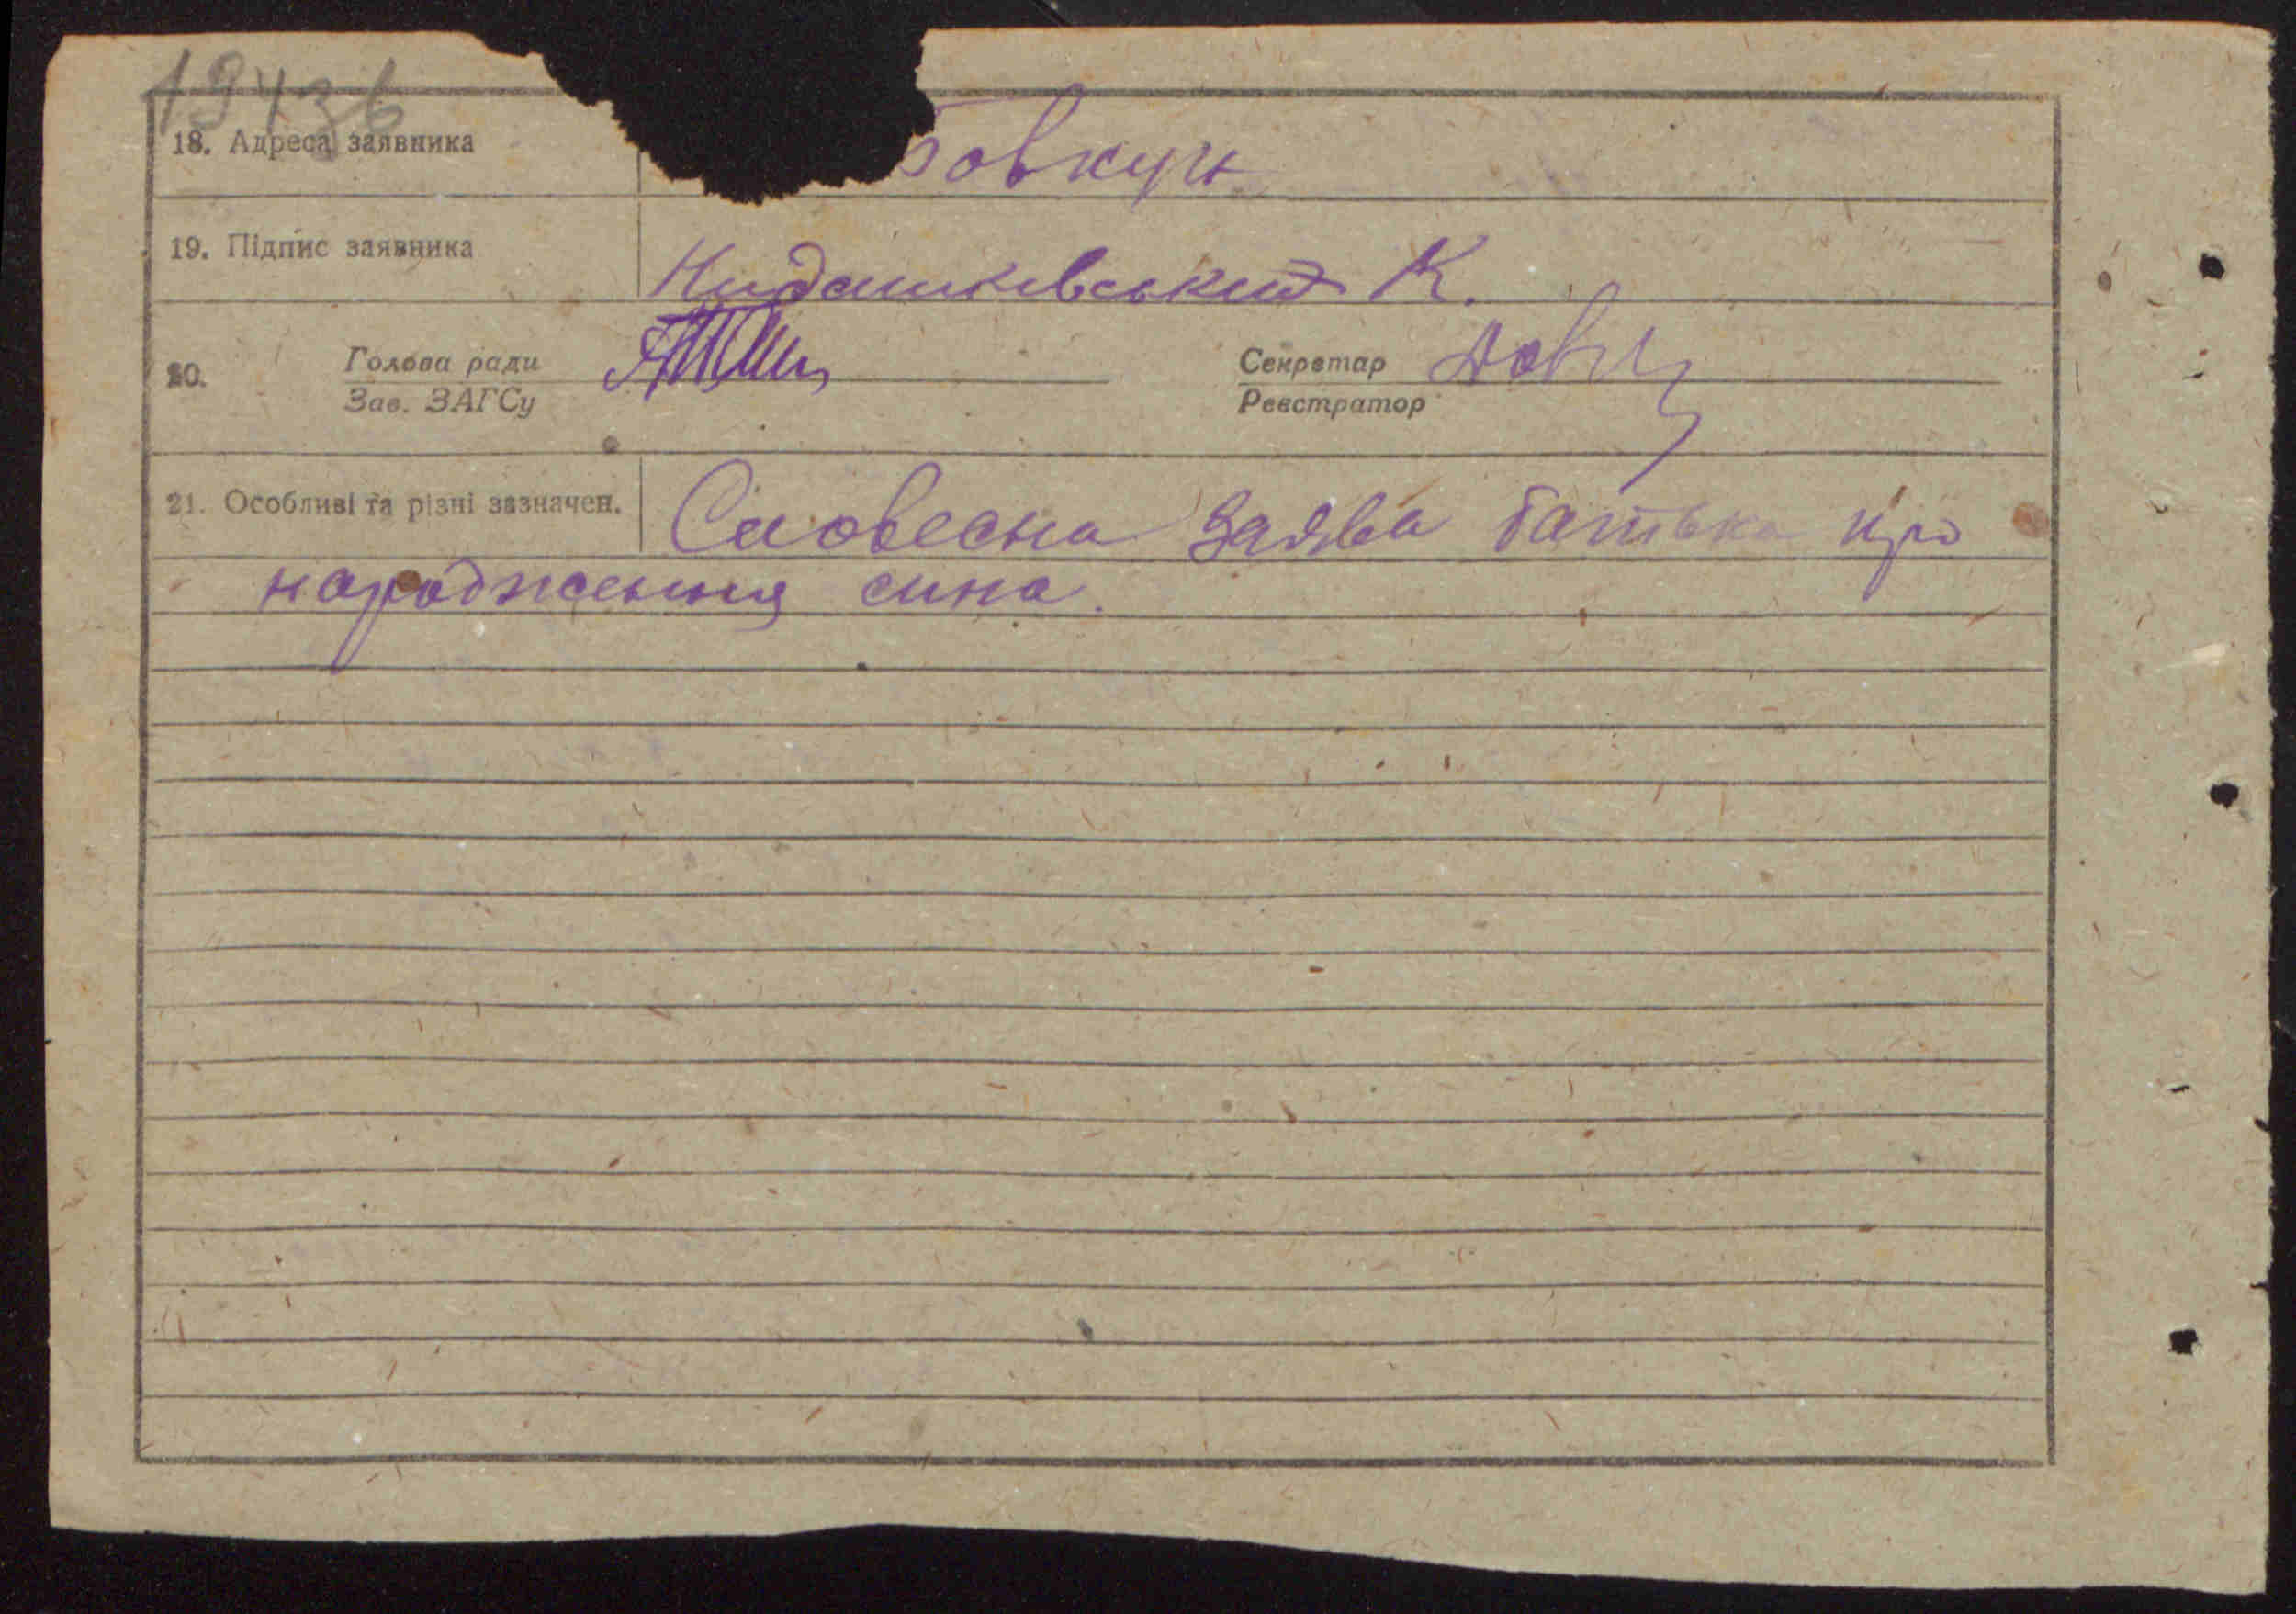 19436
18. Адреса заявника Бовкун
19. Підпис заявника Нидашківський К.
20. Голова ради Секретар
Зав. ЗАГСу Реєстратор
21. Особливі та різні зазначен. Словесна заява батька про
народження сина.